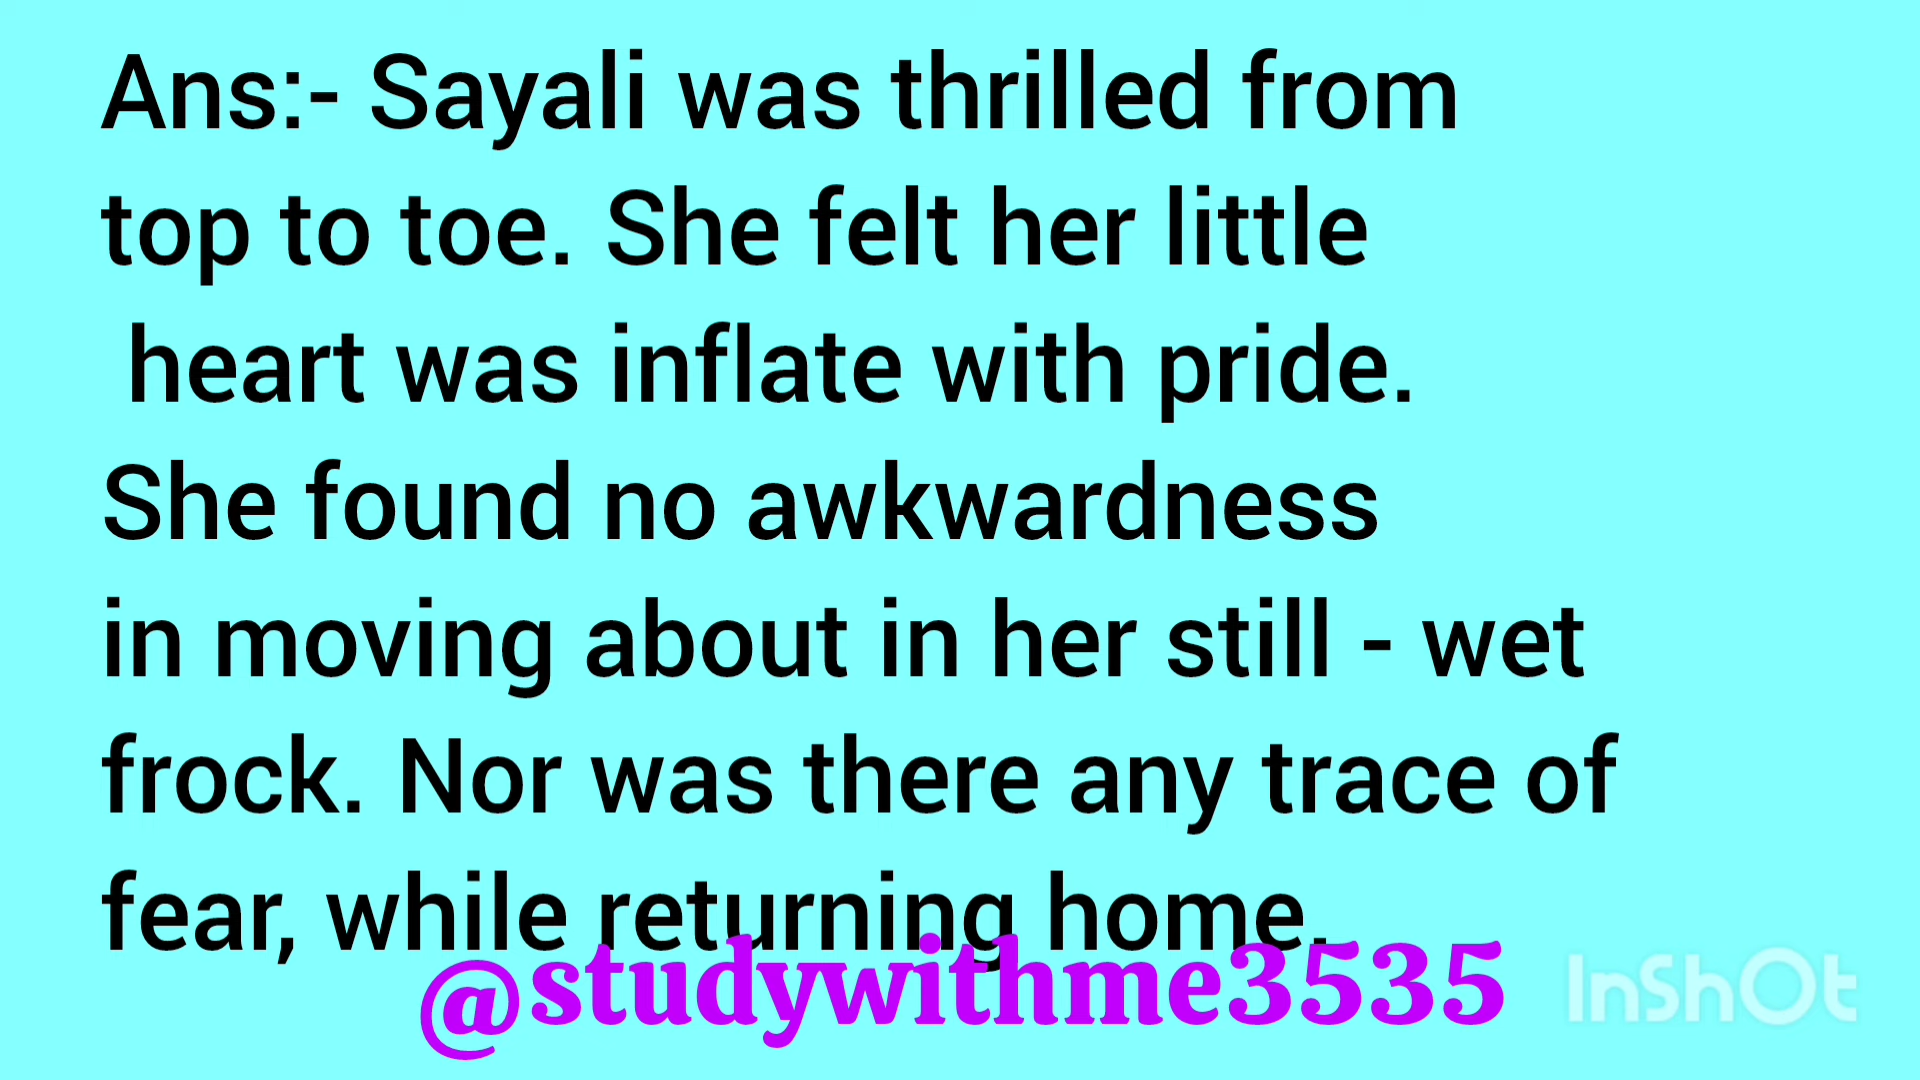 Ans:- Sayali was thrilled from
top to toe. She felt her little
heart was inflate with pride.
She found no awkwardness
in moving about in her still - wet
frock. Nor was there any trace of
fear, while returning home.
@studywithme3535
InShOt